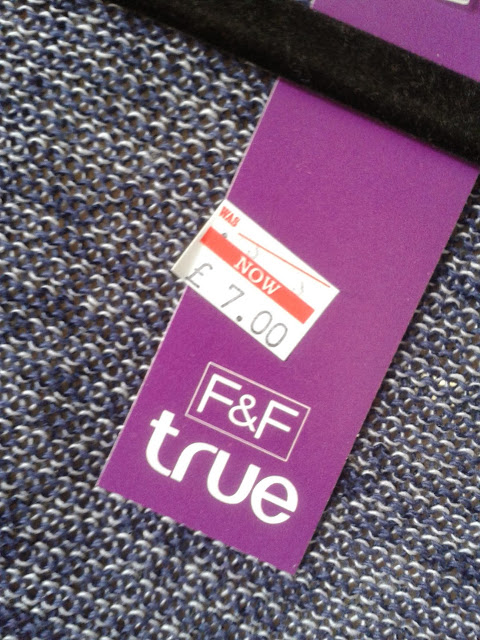 WAS
NOW
£ 7.00
F&F
true